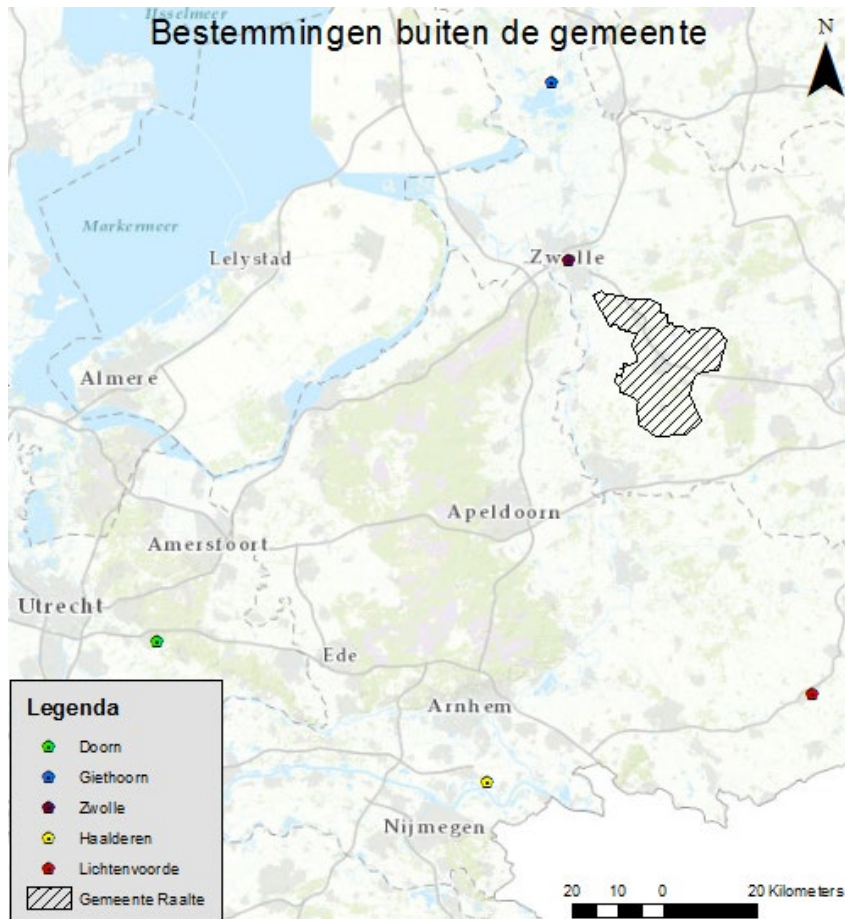 IJsselmeer
Bestemmingen buiten de gemeente
N
Markermeer
Lelystad
Zwolle
Almere
Apeldoorn
Amersfoort
Utrecht
Ede
Arnhem
Nijmegen
Legenda
Doorn
Giethoorn
Zwolle
Haalderen
Lichtenvoorde
Gemeente Raalte
20 10 0 20 Kilometers